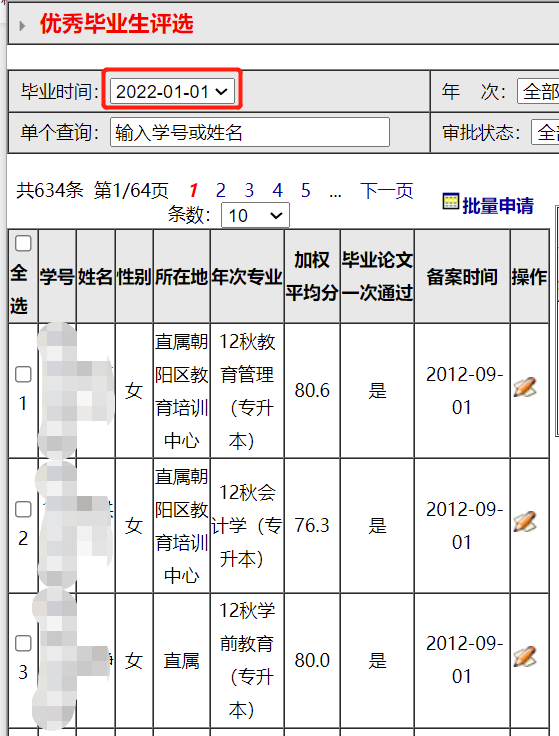 优秀毕业生评选
毕业时间: 2022-01-01 年 次: 全部
单个查询: 输入学号或姓名 审批状态:
共634条 第1/64页 1 2 3 4 5 ... 下一页
条数: 10
批量申请
全选 学号 姓名 性别 所在地 年次专业 加权平均分 毕业论文一次通过 备案时间 操作
1 女 直属朝阳区教育培训中心 12秋教育管理（专升本） 80.6 是 2012-09-01
2 女 直属朝阳区教育培训中心 12秋会计学（专升本） 76.3 是 2012-09-01
3 女 直属 12秋学前教育（专升本） 80.0 是 2012-09-01